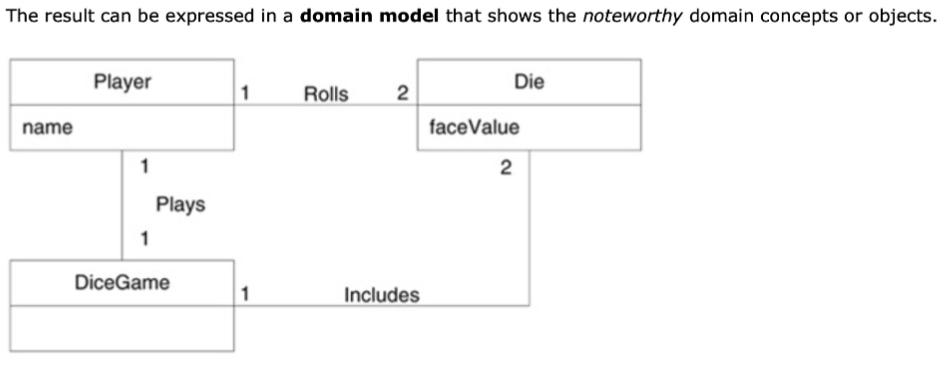 The result can be expressed in a domain model that shows the noteworthy domain concepts or objects.
Player
1 Rolls 2
Die
name
faceValue
1
2
Plays
1
DiceGame
1 Includes